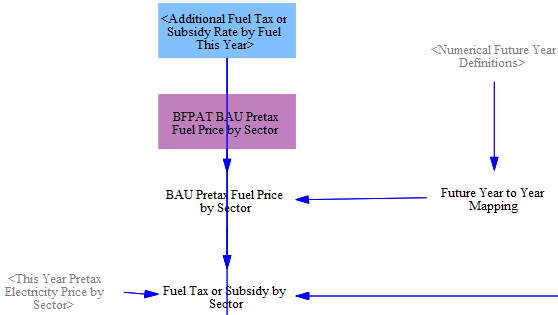 <Additional Fuel Tax or
Subsidy Rate by Fuel
This Year>
<Numerical Future Year
Definitions>
BFPAT BAU Pretax
Fuel Price by Sector
BAU Pretax Fuel Price
by Sector
Future Year to Year
Mapping
<This Year Pretax
Electricity Price by
Sector>
Fuel Tax or Subsidy by
Sector